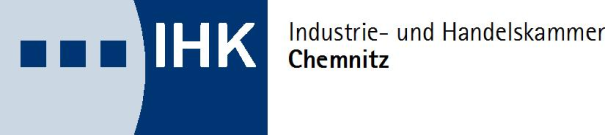 IHK
Industrie- und Handelskammer
Chemnitz